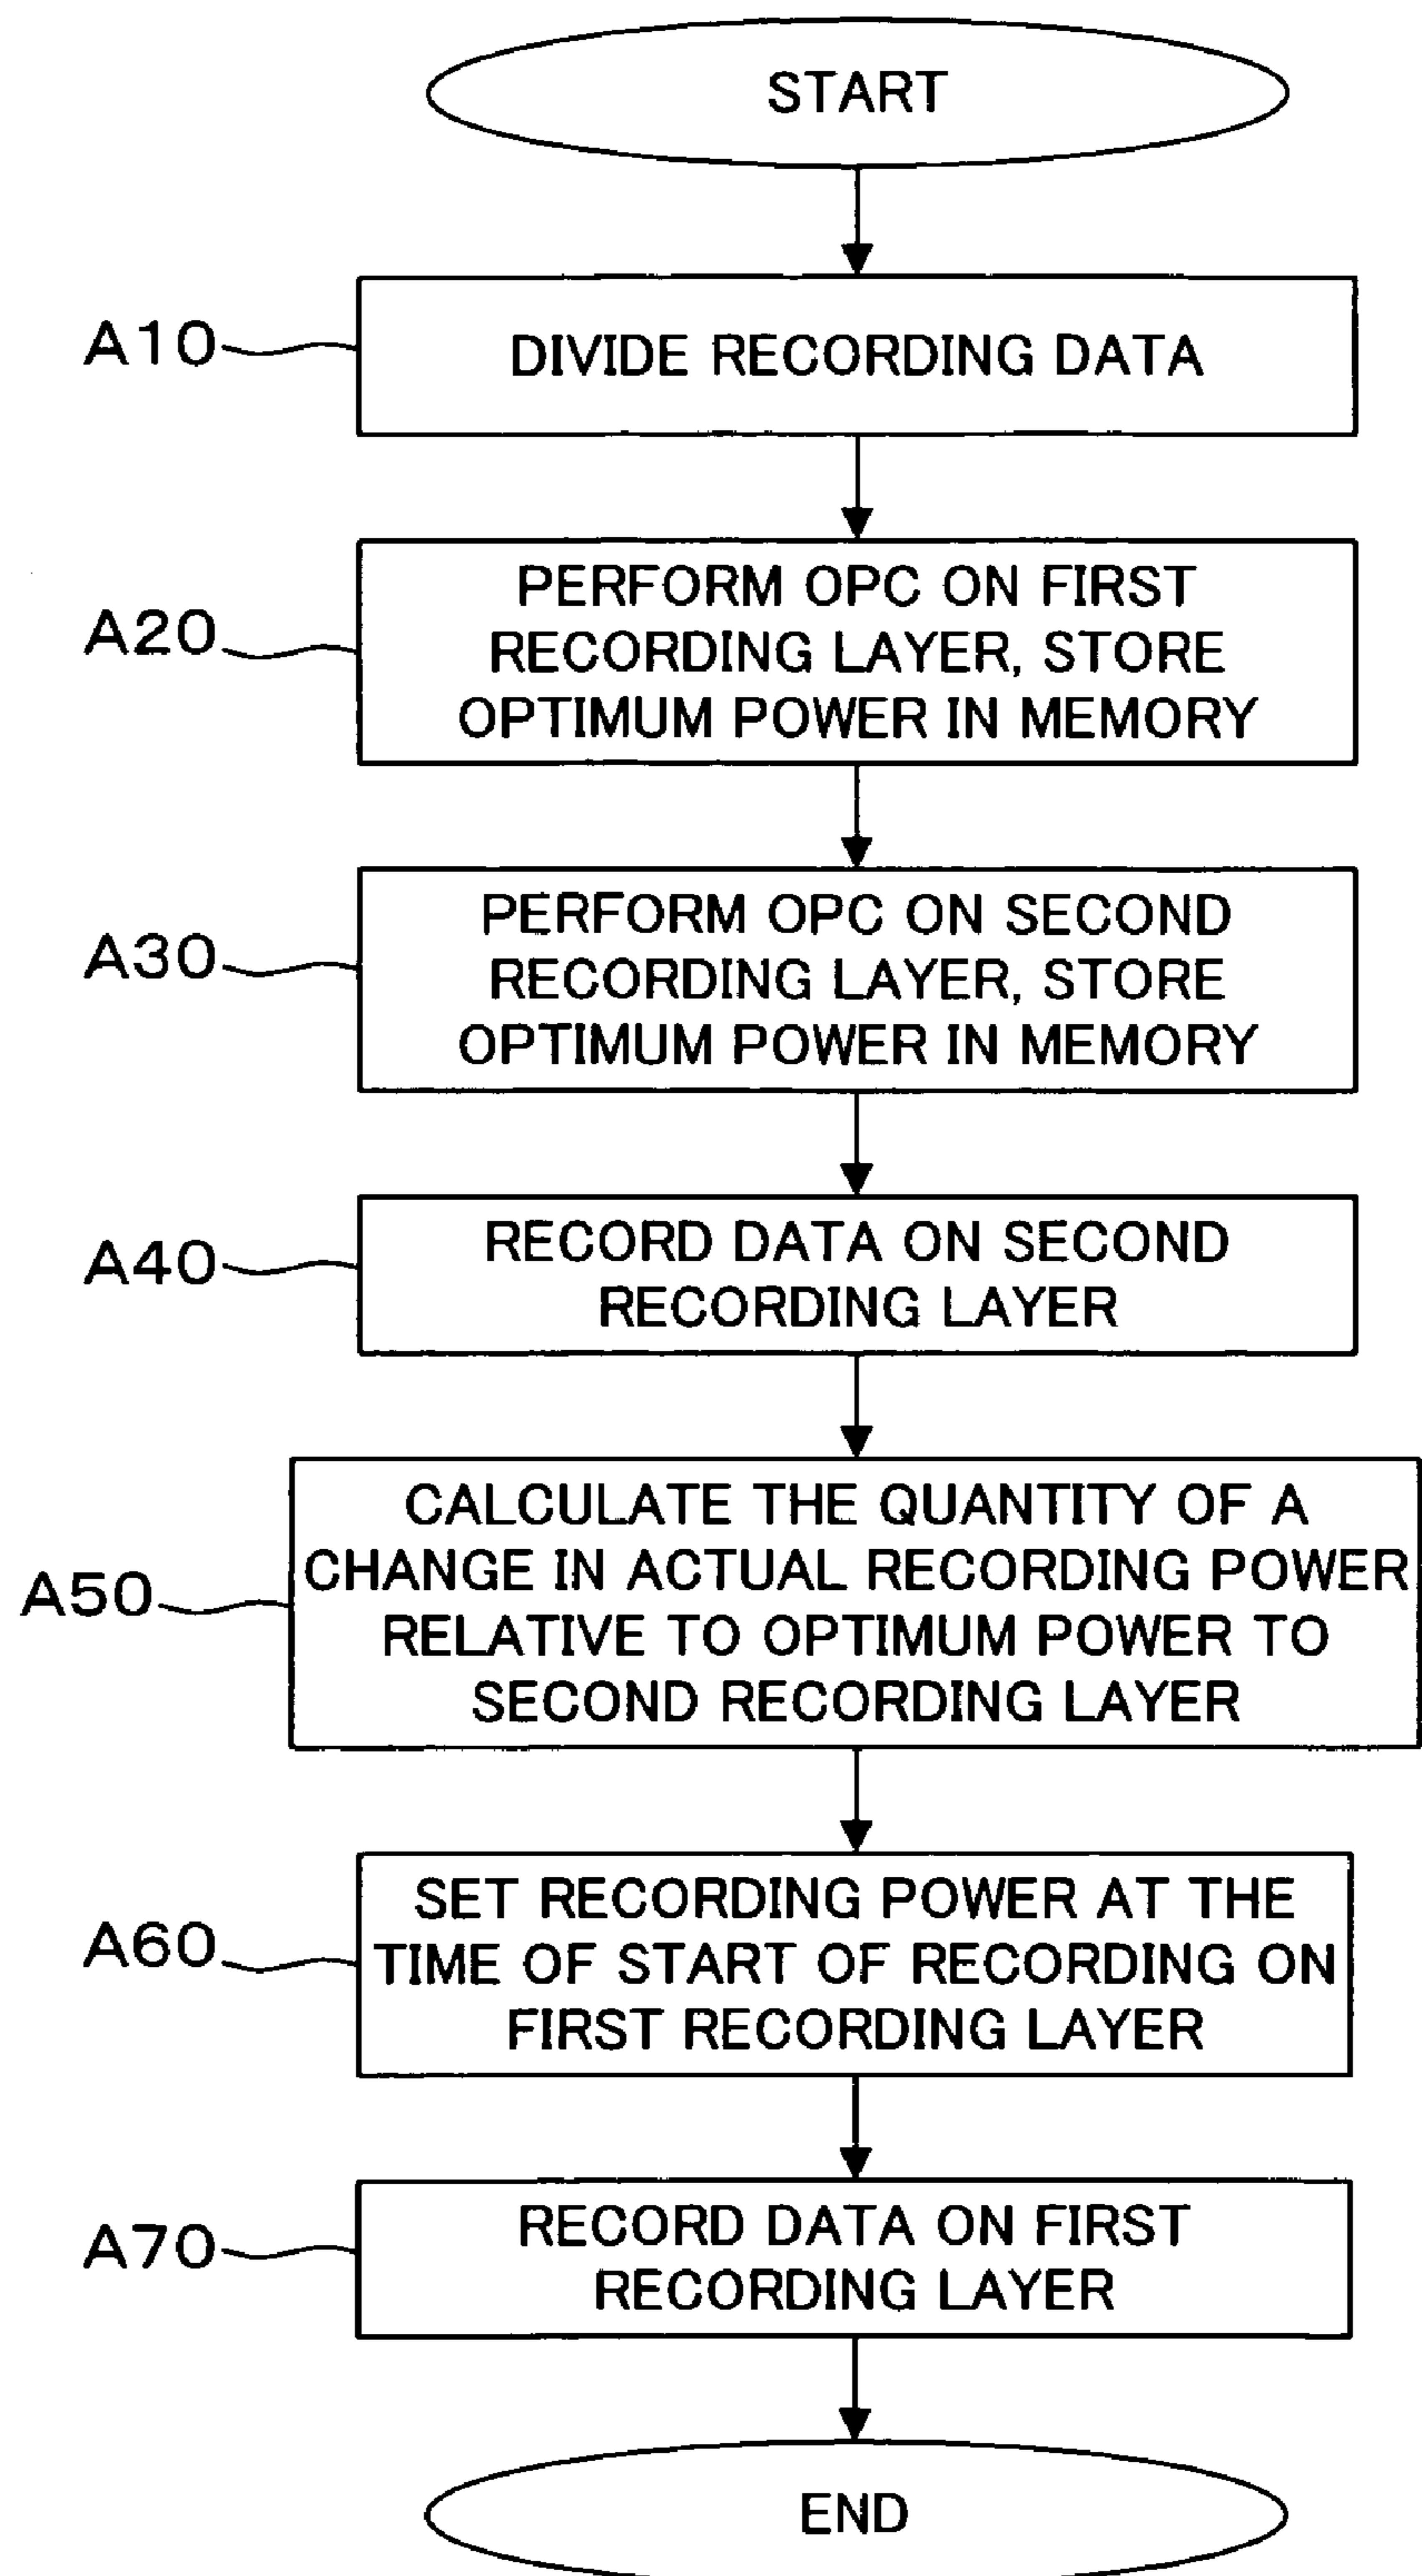 START
A10
DIVIDE RECORDING DATA
A20
PERFORM OPC ON FIRST
RECORDING LAYER, STORE
OPTIMUM POWER IN MEMORY
A30
PERFORM OPC ON SECOND
RECORDING LAYER, STORE
OPTIMUM POWER IN MEMORY
A40
RECORD DATA ON SECOND
RECORDING LAYER
A50
CALCULATE THE QUANTITY OF A
CHANGE IN ACTUAL RECORDING POWER
RELATIVE TO OPTIMUM POWER TO
SECOND RECORDING LAYER
A60
SET RECORDING POWER AT THE
TIME OF START OF RECORDING ON
FIRST RECORDING LAYER
A70
RECORD DATA ON FIRST
RECORDING LAYER
END